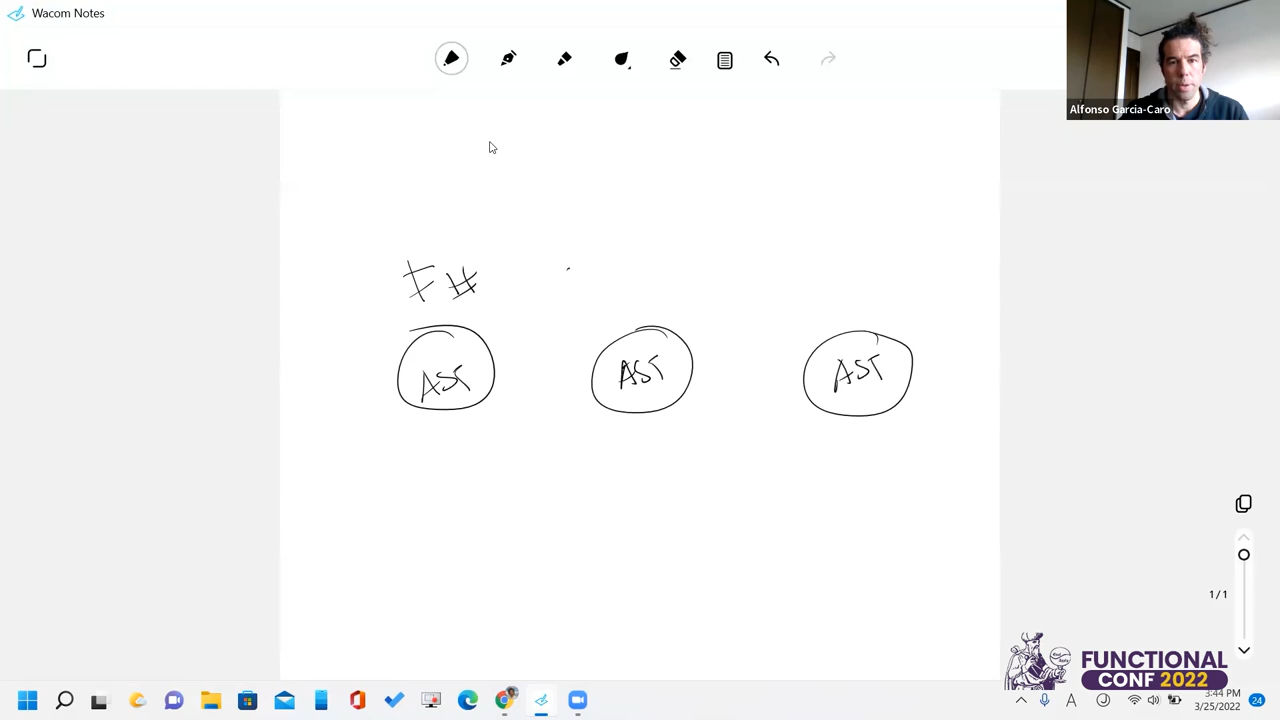 Wacom Notes
Alfonso Garcia-Caro
F#
AST
AST
AST
1/1
FUNCTIONAL
CONF 2022
A
3:44 PM
3/25/2022
24